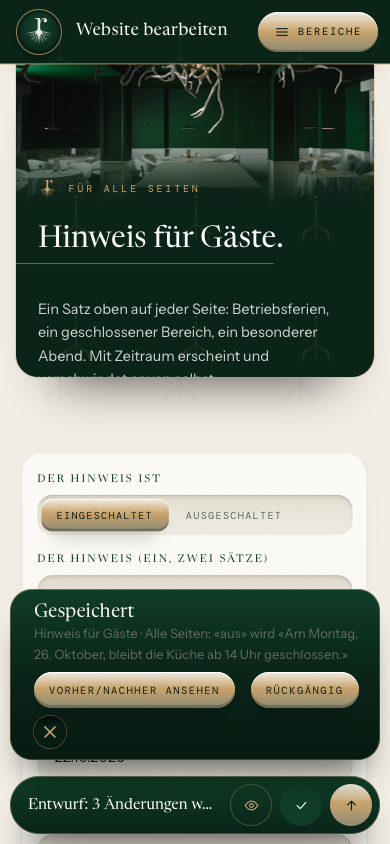 r
Website bearbeiten
BEREICHE
r
FÜR ALLE SEITEN
Hinweis für Gäste.
Ein Satz oben auf jeder Seite: Betriebsferien,
ein geschlossener Bereich, ein besonderer
Abend. Mit Zeitraum erscheint und
DER HINWEIS IST
EINGESCHALTET
AUSGESCHALTET
DER HINWEIS (EIN, ZWEI SÄTZE)
Gespeichert
Hinweis für Gäste · Alle Seiten: «aus» wird «Am Montag,
26. Oktober, bleibt die Küche ab 14 Uhr geschlossen.»
VORHER/NACHHER ANSEHEN
RÜCKGÄNGIG
Entwurf: 3 Änderungen w...